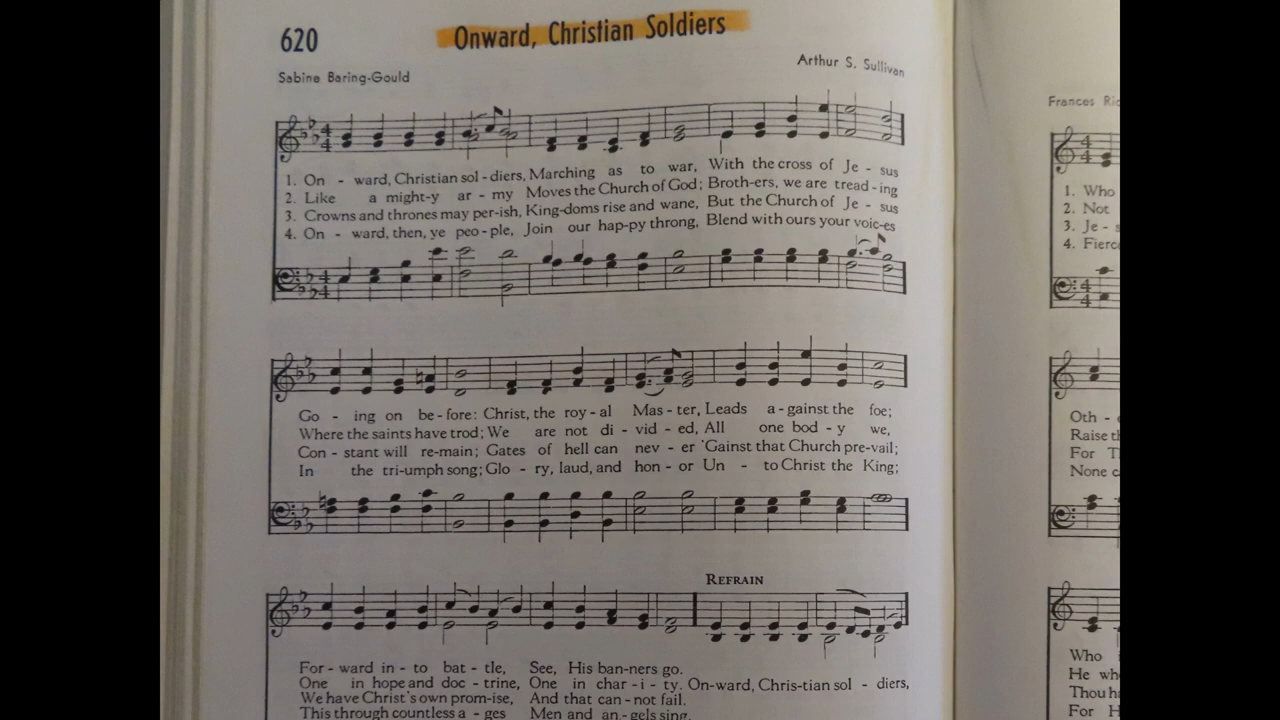 620
Onward, Christian Soldiers
Sabine Baring-Gould
Arthur S. Sullivan
1. On - ward, Christian sol - diers, Marching as to war, With the cross of Je - sus
2. Like a might-y ar - my Moves the Church of God; Broth-ers, we are tread - ing
3. Crowns and thrones may per-ish, King-doms rise and wane, But the Church of Je - sus
4. On - ward, then, ye peo - ple, Join our hap-py throng, Blend with ours your voic-es
Go - ing on be - fore: Christ, the roy - al Mas - ter, Leads a - gainst the foe;
Where the saints have trod; We are not di - vid - ed, All one bod - y we,
Con - stant will re-main; Gates of hell can nev - er 'Gainst that Church pre-vail;
In the tri-umph song; Glo - ry, laud, and hon - or Un - to Christ the King;
REFRAIN
For - ward in - to bat - tle, See, His ban-ners go.
One in hope and doc - trine, One in char - i - ty. On-ward, Chris-tian sol - diers,
We have Christ's own prom-ise, And that can - not fail.
This through countless a - ges Men and an - gels sing.
Frances
1. Who
2. Not
3. Je -
4. Fierc
Oth -
Raise
For
None
Who
He
Thou
For